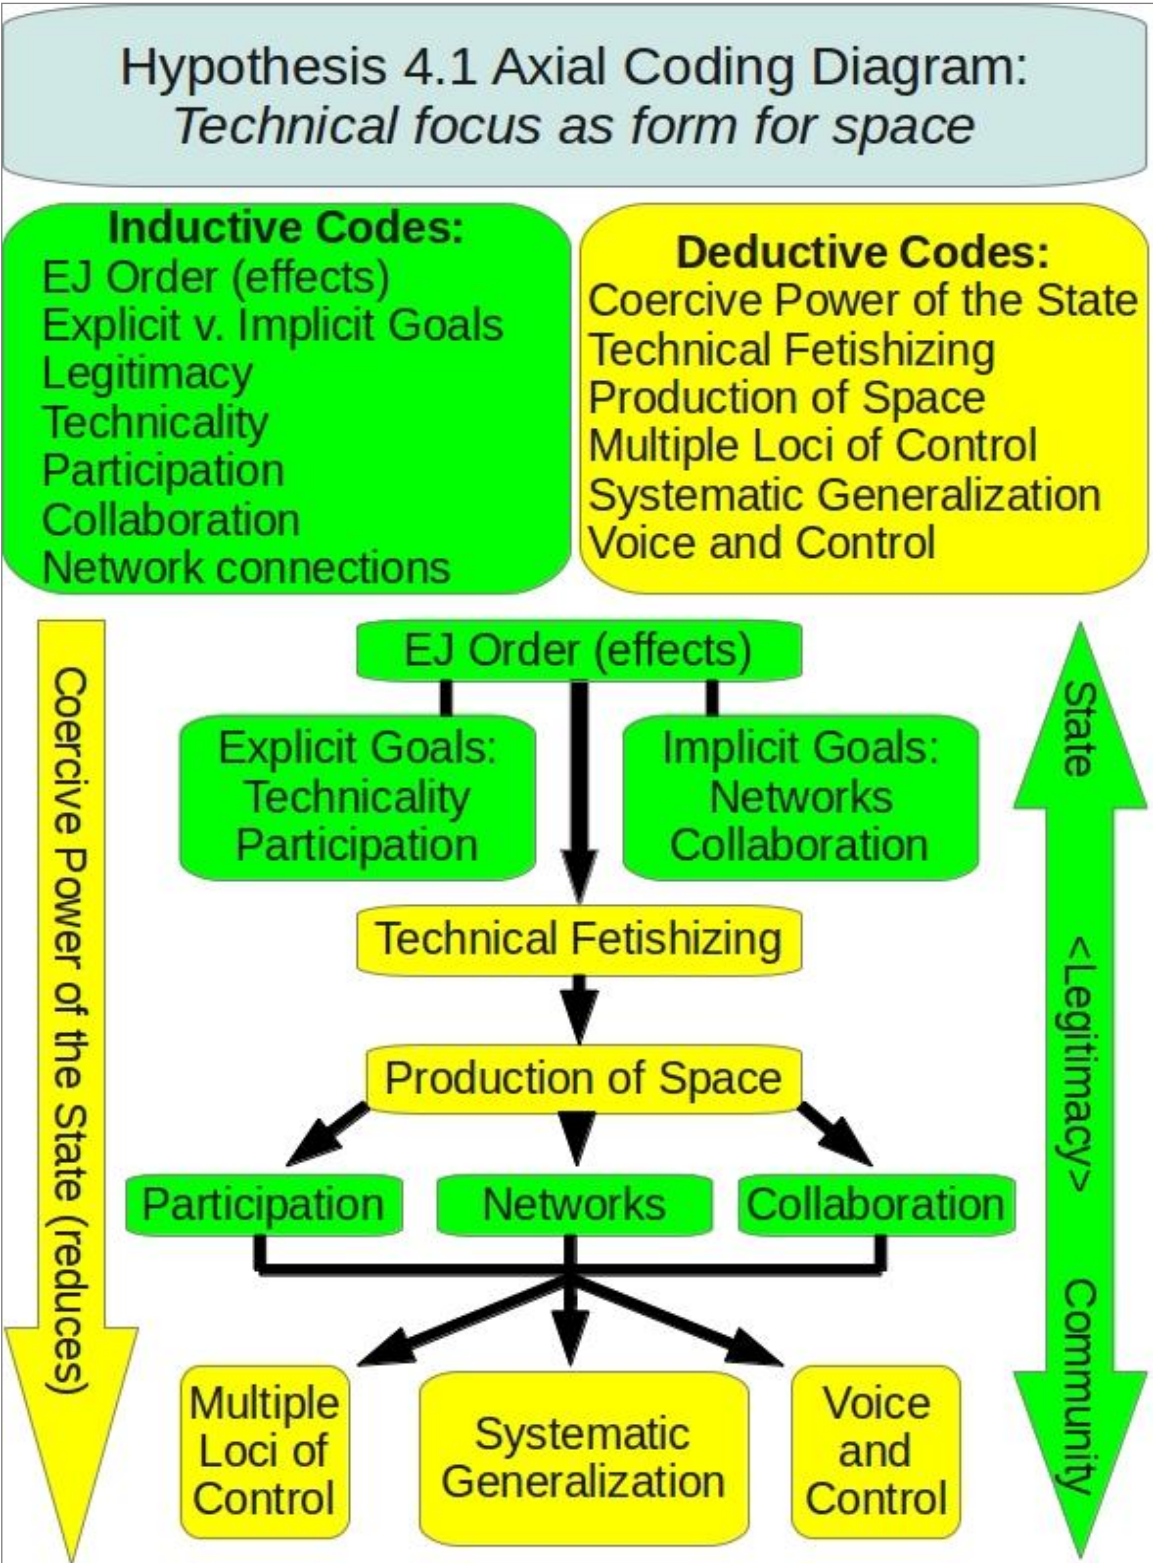 Hypothesis 4.1 Axial Coding Diagram:
Technical focus as form for space
Inductive Codes:
EJ Order (effects)
Explicit v. Implicit Goals
Legitimacy
Technicality
Participation
Collaboration
Network connections
Deductive Codes:
Coercive Power of the State
Technical Fetishizing
Production of Space
Multiple Loci of Control
Systematic Generalization
Voice and Control
Coercive Power of the State (reduces)
EJ Order (effects)
Explicit Goals:
Technicality
Participation
Implicit Goals:
Networks
Collaboration
Technical Fetishizing
Production of Space
Participation
Networks
Collaboration
Multiple
Loci of
Control
Systematic
Generalization
Voice
and
Control
State <Legitimacy> Community